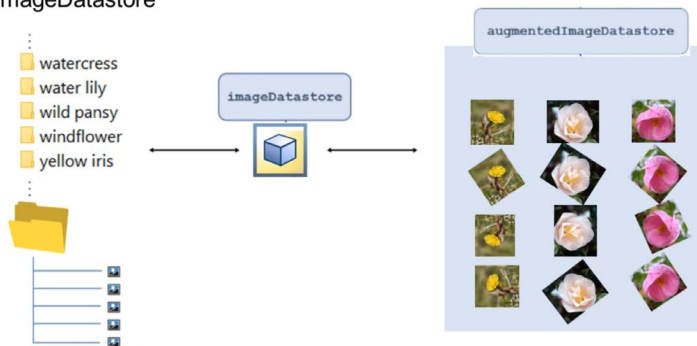 imageDatastore
watercress
water lily
wild pansy
windflower
yellow iris
imageDatastore
augmentedImageDatastore